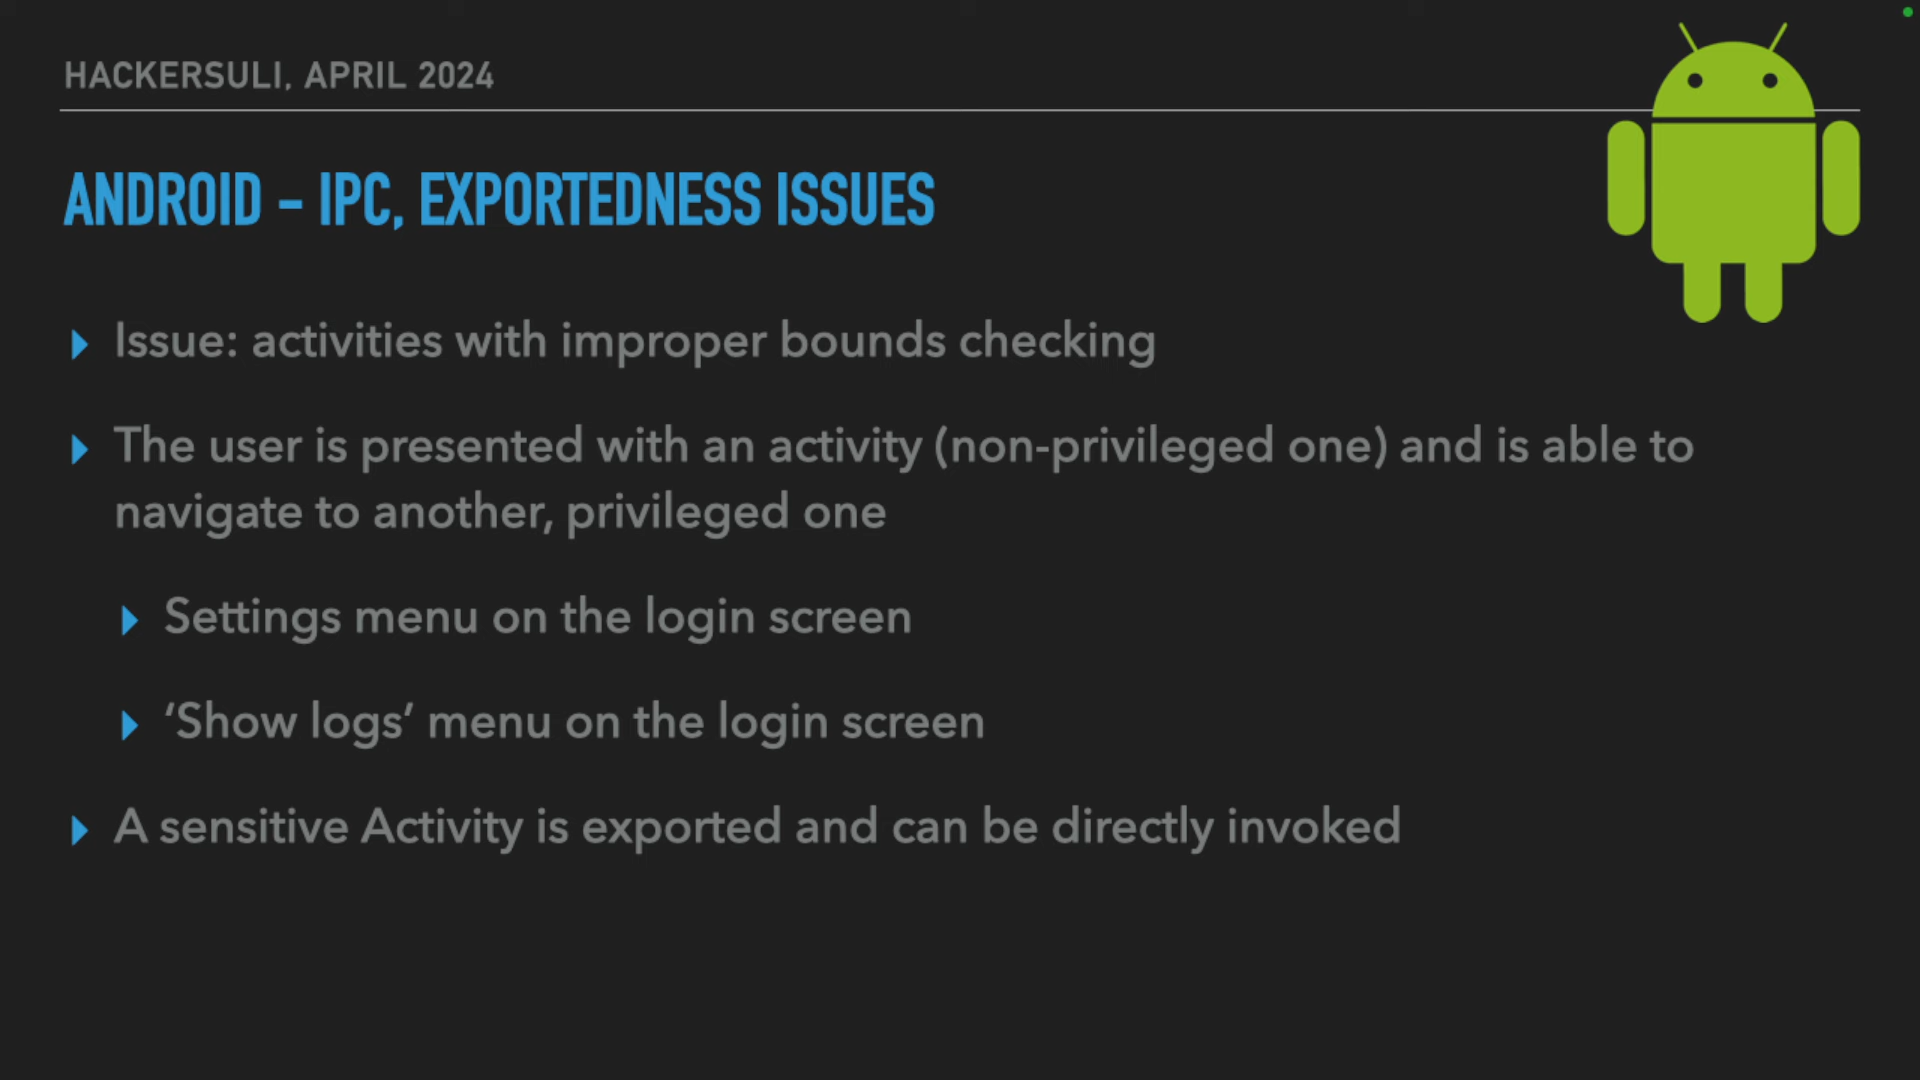 HACKERSULI, APRIL 2024
ANDROID – IPC, EXPORTEDNESS ISSUES
Issue: activities with improper bounds checking
The user is presented with an activity (non-privileged one) and is able to
navigate to another, privileged one
Settings menu on the login screen
‘Show logs’ menu on the login screen
A sensitive Activity is exported and can be directly invoked